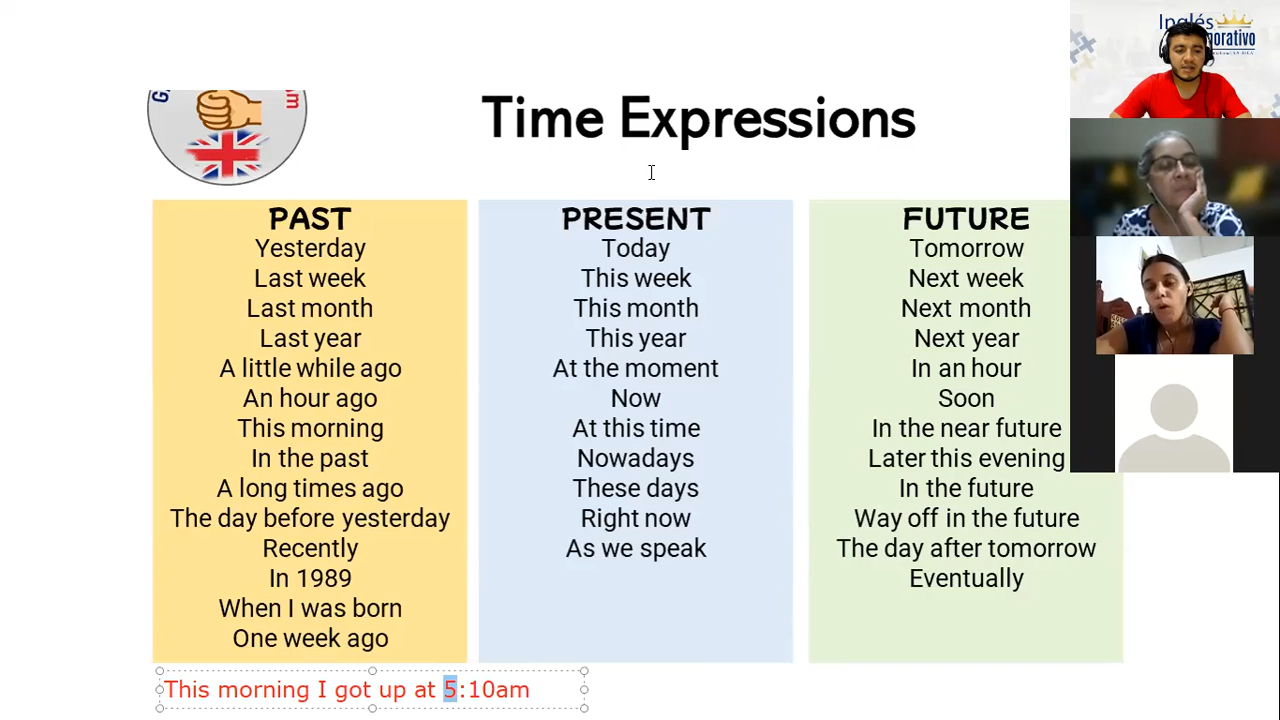 Inglés
Time Expressions
PAST
Yesterday
Last week
Last month
Last year
A little while ago
An hour ago
This morning
In the past
A long times ago
The day before yesterday
Recently
In 1989
When I was born
One week ago
PRESENT
Today
This week
This month
This year
At the moment
Now
At this time
Nowadays
These days
Right now
As we speak
FUTURE
Tomorrow
Next week
Next month
Next year
In an hour
Soon
In the near future
Later this evening
In the future
Way off in the future
The day after tomorrow
Eventually
This morning I got up at 5:10am